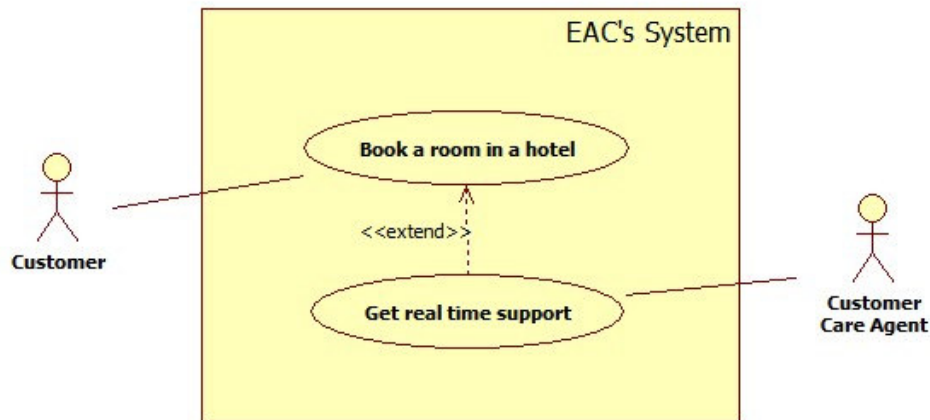 EAC's System
Book a room in a hotel
<<extend>>
Customer
Get real time support
Customer
Care Agent